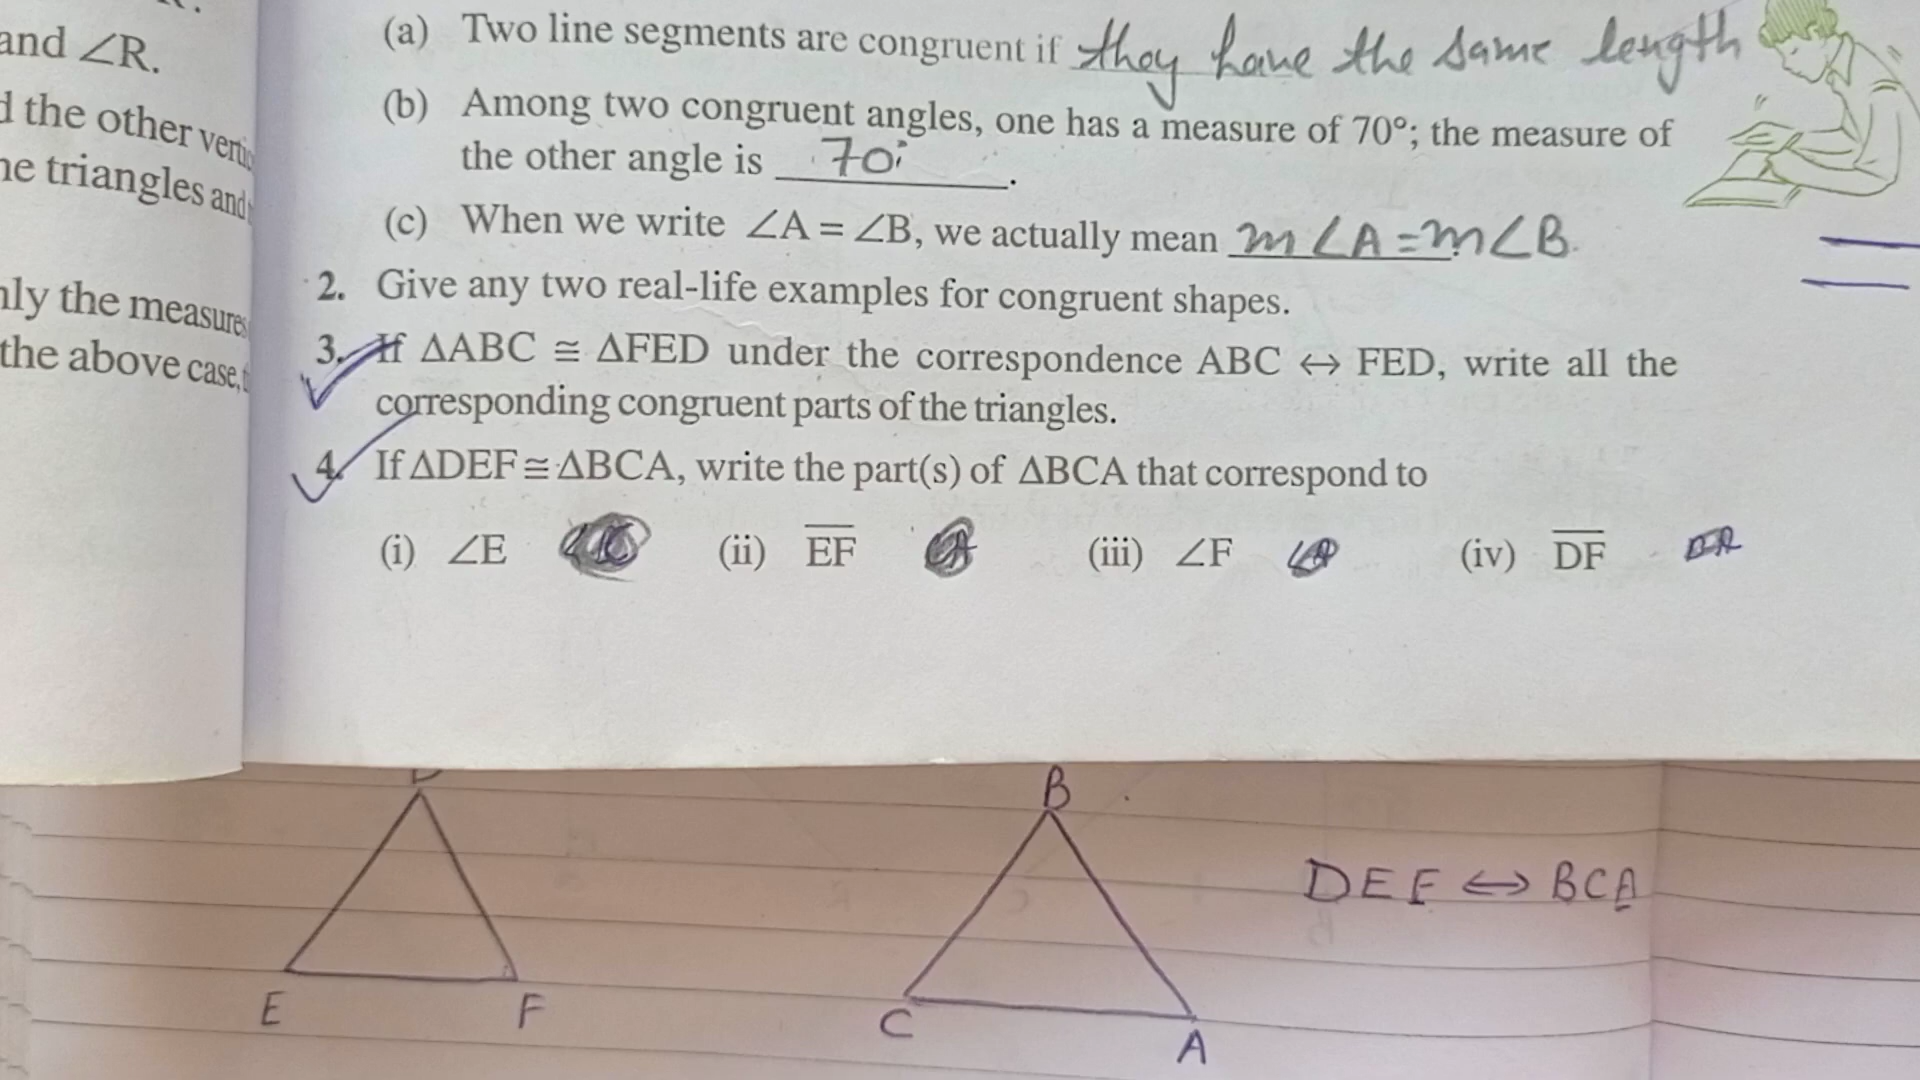 and ∠R.
d the other
ne triangles and
nly the measures
the above case,
(a) Two line segments are congruent if they have the same length
(b) Among two congruent angles, one has a measure of 70°; the measure of
the other angle is 70°.
(c) When we write ∠A = ∠B, we actually mean m∠A=m∠B.
2. Give any two real-life examples for congruent shapes.
3. If ΔABC ≅ ΔFED under the correspondence ABC ↔ FED, write all the
corresponding congruent parts of the triangles.
4. If ΔDEF ≅ ΔBCA, write the part(s) of ΔBCA that correspond to
(i) ∠E (ii) EF (iii) ∠F ∠A (iv) DF BA
B
DEF ↔ BCA
E F C A